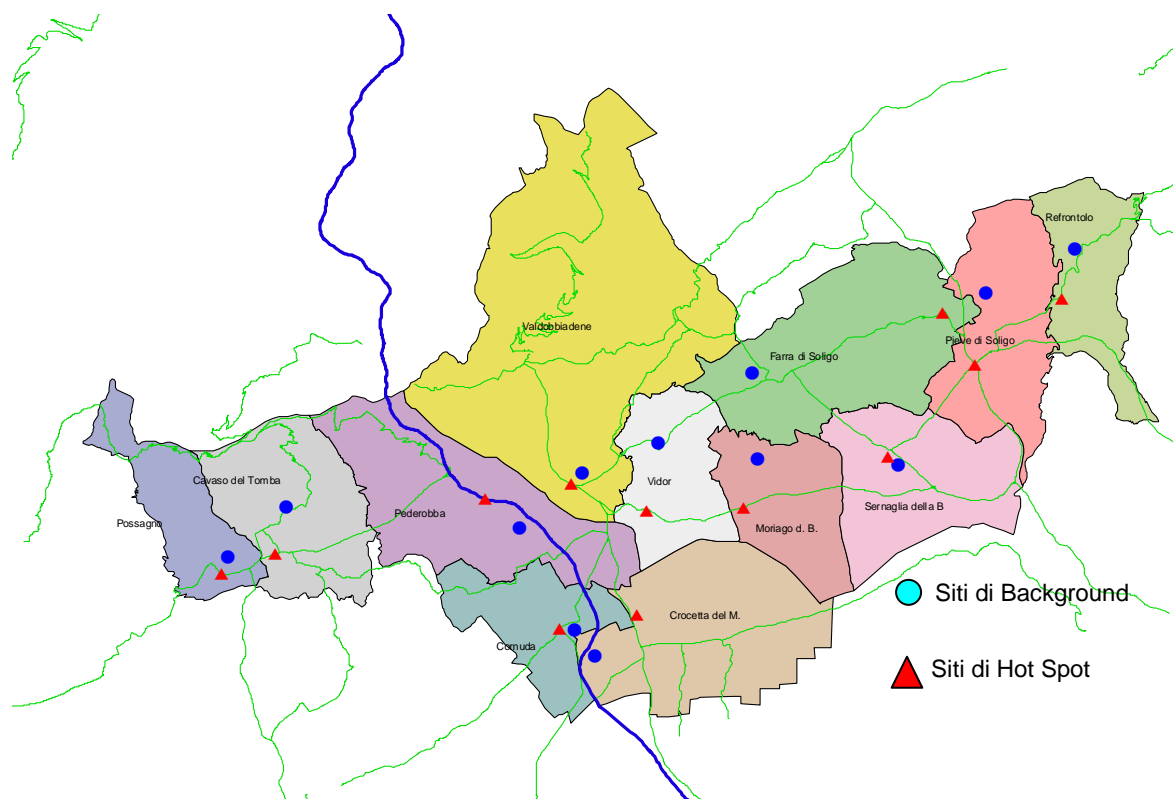 Refrontolo
Valdobbiadene
Pieve di Soligo
Farra di Soligo
Cavaso del Tomba
Vidor
Possagno
Pederobba
Sernaglia della B
Moriago d. B.
Siti di Background
Crocetta del M.
Cornuda
Siti di Hot Spot